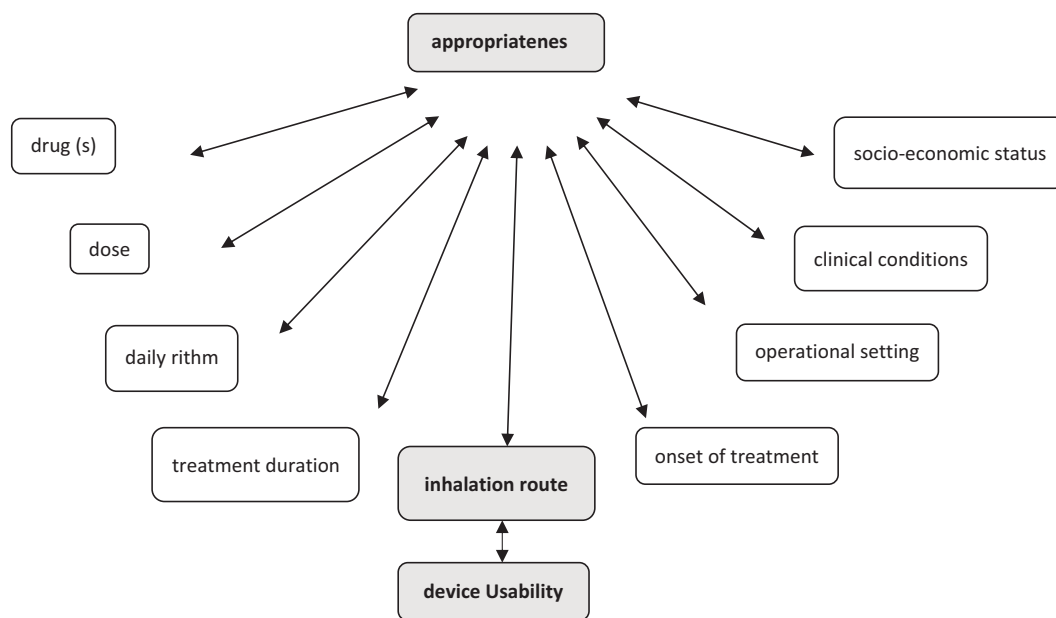 appropriatenes
drug (s)
socio-economic status
dose
clinical conditions
daily rithm
operational setting
treatment duration
onset of treatment
inhalation route
device Usability